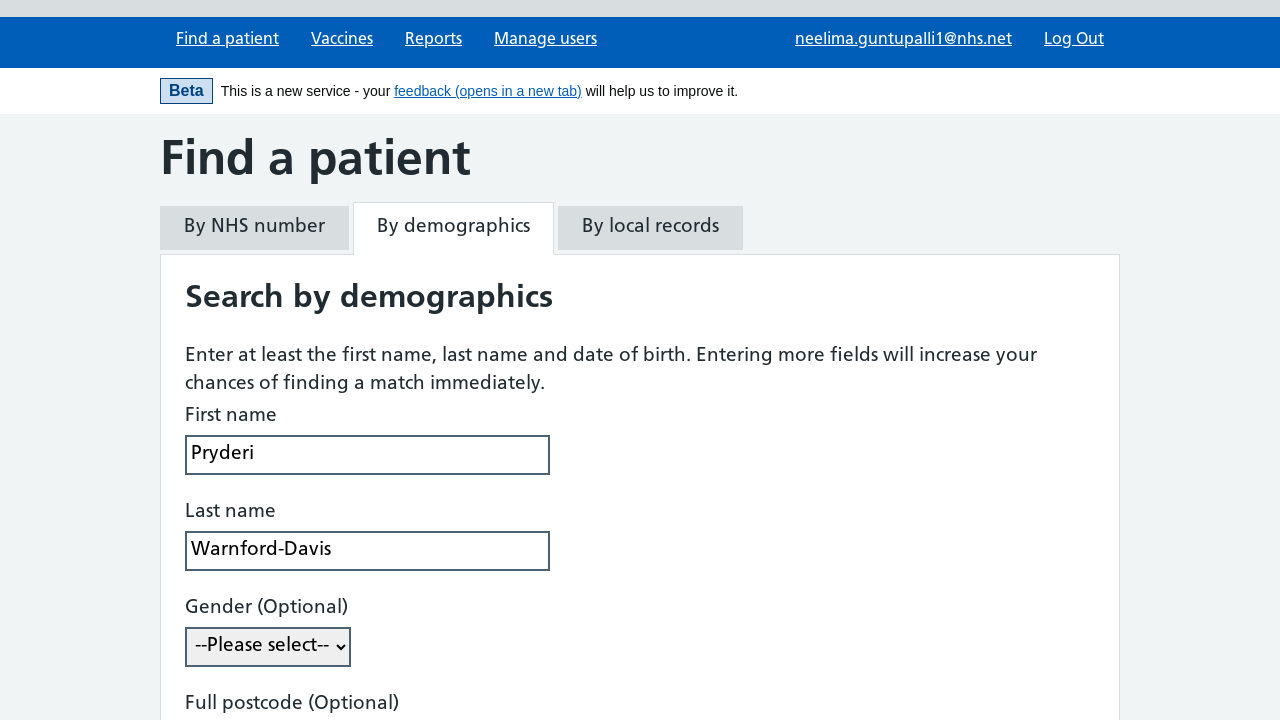 Find a patient Vaccines Reports Manage users neelima.guntupalli1@nhs.net Log Out
Beta This is a new service - your feedback (opens in a new tab) will help us to improve it.
Find a patient
By NHS number By demographics By local records
Search by demographics
Enter at least the first name, last name and date of birth. Entering more fields will increase your
chances of finding a match immediately.
First name
Pryderi
Last name
Warnford-Davis
Gender (Optional)
--Please select--
Full postcode (Optional)